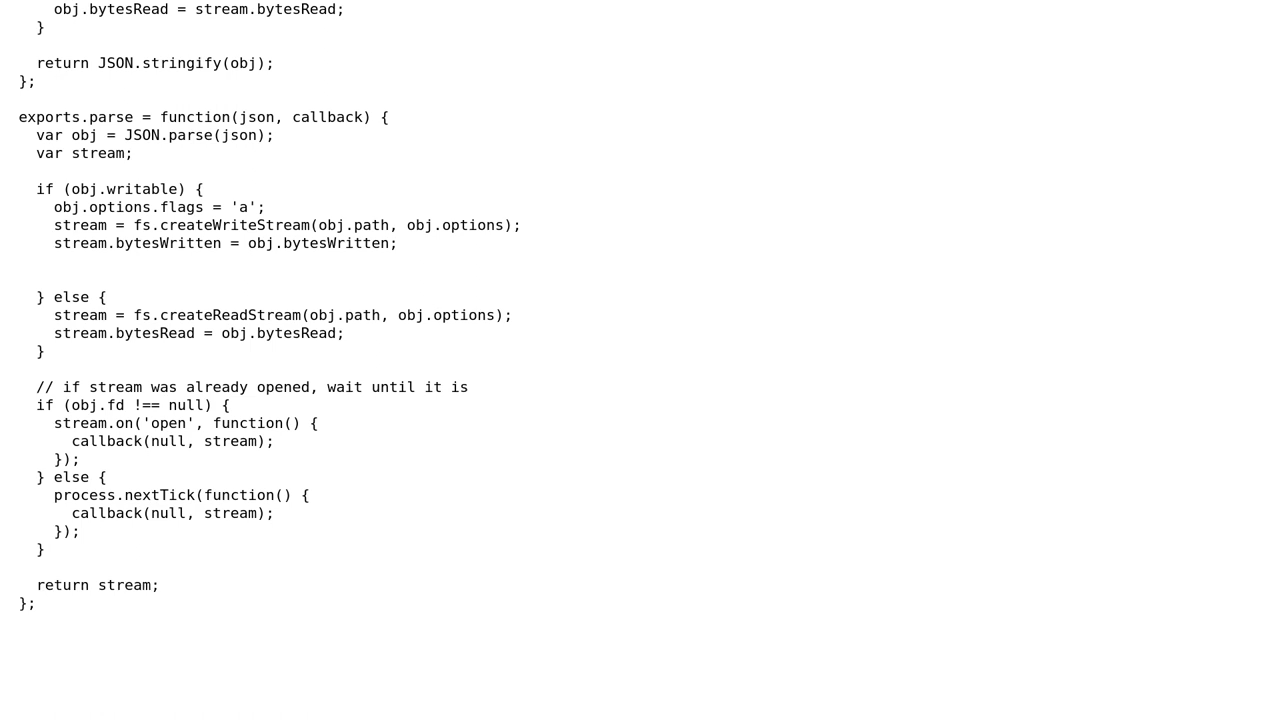 obj.bytesRead = stream.bytesRead;
  }

  return JSON.stringify(obj);
};

exports.parse = function(json, callback) {
  var obj = JSON.parse(json);
  var stream;

  if (obj.writable) {
    obj.options.flags = 'a';
    stream = fs.createWriteStream(obj.path, obj.options);
    stream.bytesWritten = obj.bytesWritten;


  } else {
    stream = fs.createReadStream(obj.path, obj.options);
    stream.bytesRead = obj.bytesRead;
  }

  // if stream was already opened, wait until it is
  if (obj.fd !== null) {
    stream.on('open', function() {
      callback(null, stream);
    });
  } else {
    process.nextTick(function() {
      callback(null, stream);
    });
  }

  return stream;
};